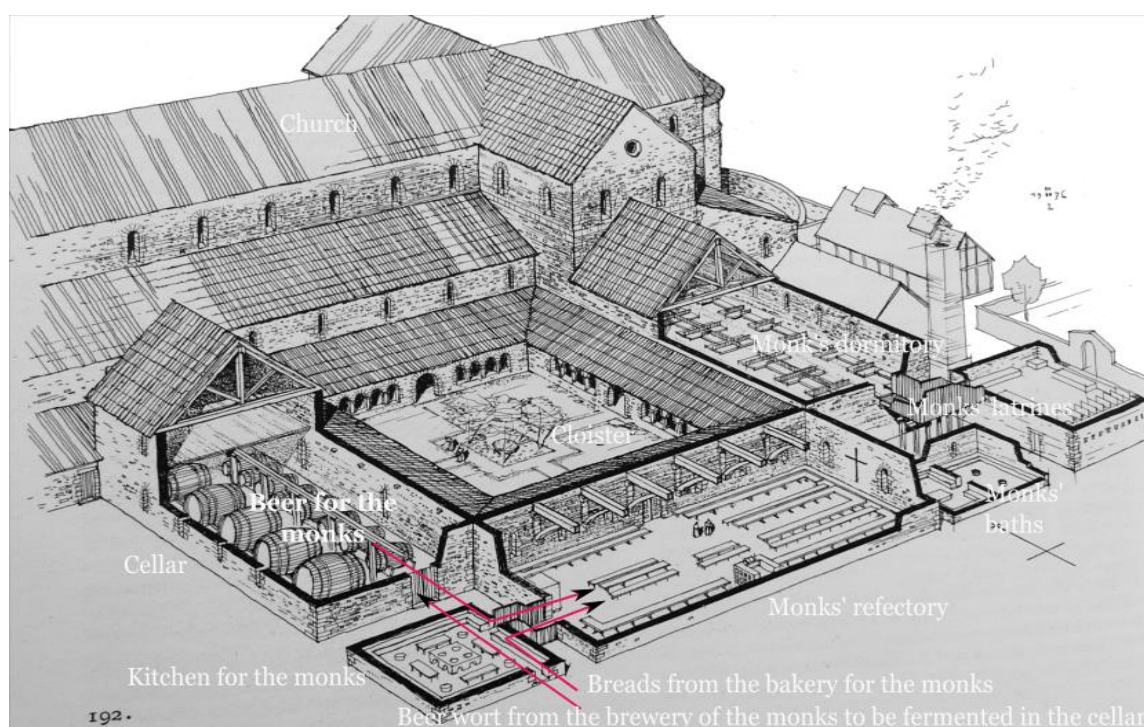 Church
Monk's dormitory
Monks' latrines
Cloister
Beer for the
monks
Monks'
baths
Cellar
Monks' refectory
Kitchen for the monks
Breads from the bakery for the monks
192.
Beer wort from the brewery of the monks to be fermented in the cellar